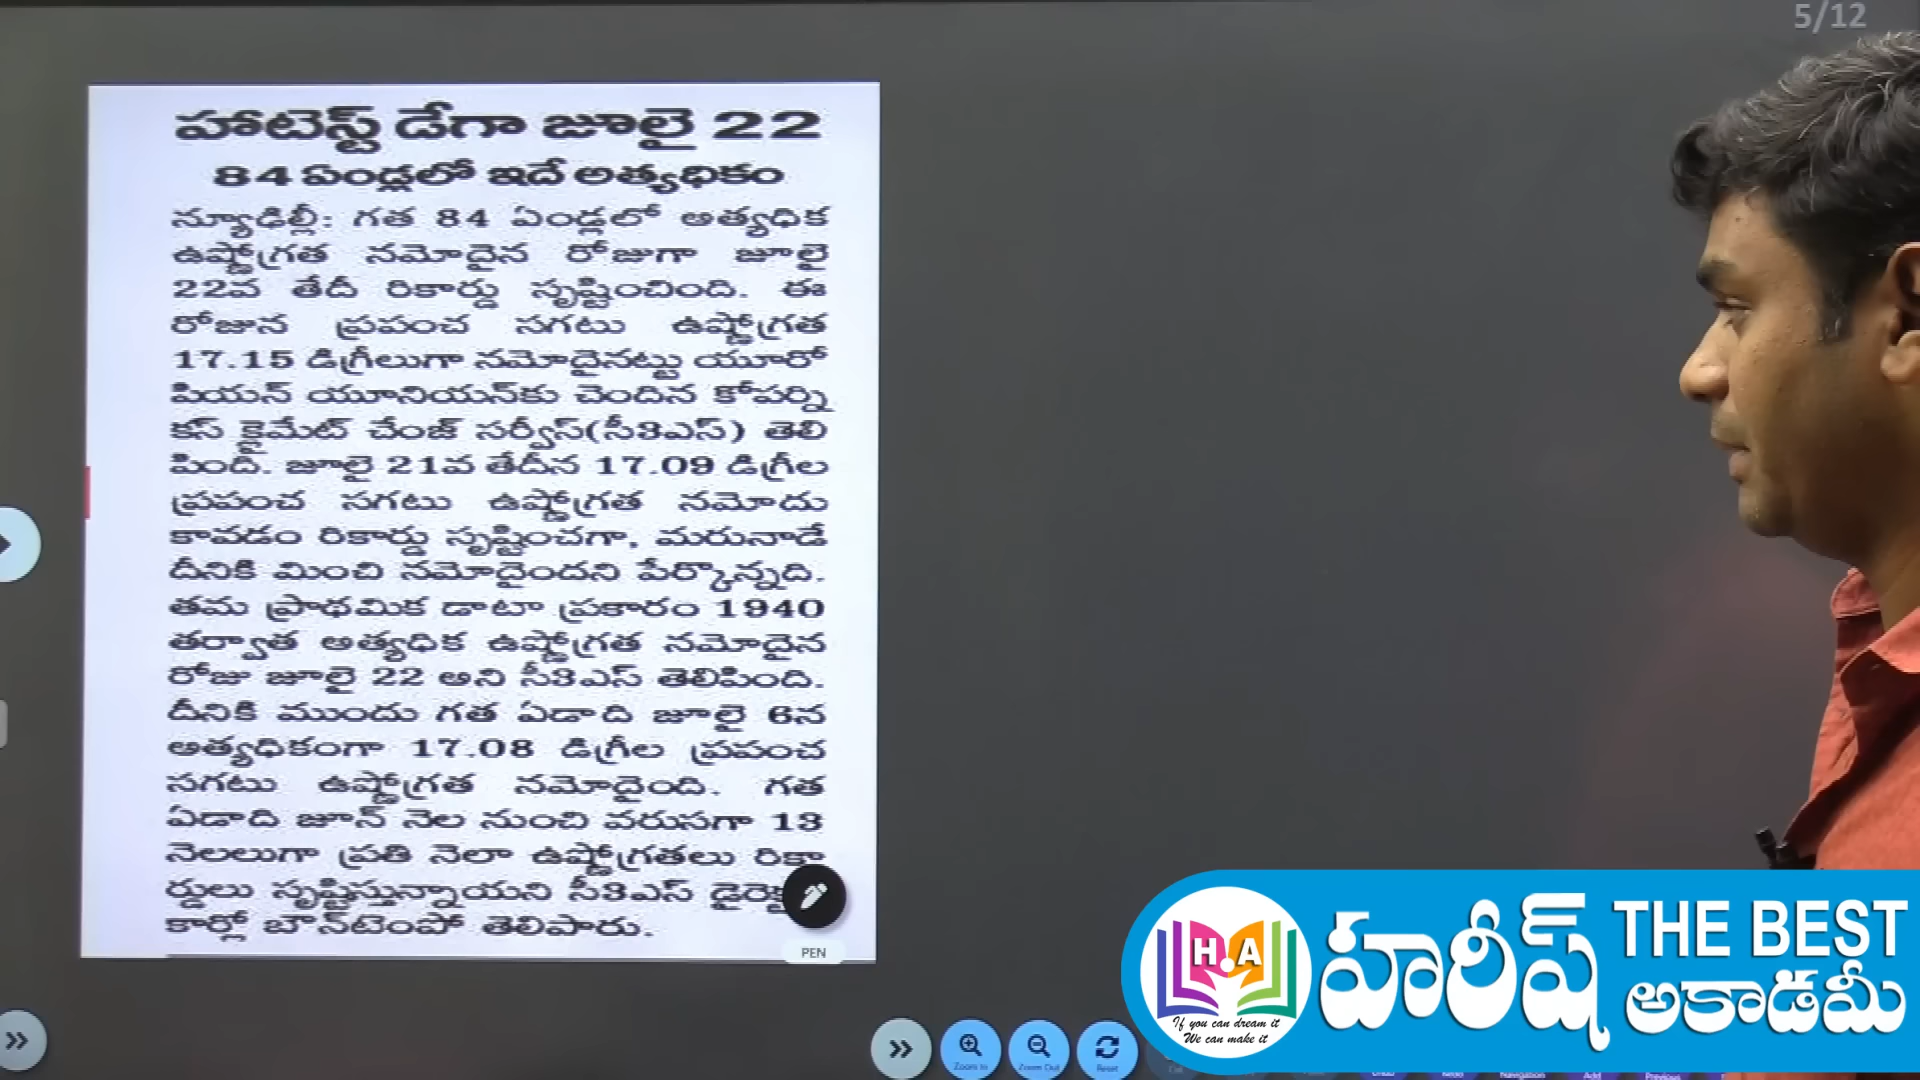 5/12
హాటెస్ట్ డేగా జూలై 22
84 ఏండ్లలో ఇదే అత్యధికం
న్యూఢిల్లీ: గత 84 ఏండ్లలో అత్యధిక
ఉష్ణోగ్రత నమోదైన రోజుగా జూలై
22వ తేదీ రికార్డు సృష్టించింది. ఈ
రోజున ప్రపంచ సగటు ఉష్ణోగ్రత
17.15 డిగ్రీలుగా నమోదైనట్టు యూరో
పియన్ యూనియన్‌కు చెందిన కోపర్ని
కస్ క్లైమేట్ చేంజ్ సర్వీస్(సీ3ఎస్) తెలి
పింది. జూలై 21వ తేదీన 17.09 డిగ్రీల
ప్రపంచ సగటు ఉష్ణోగ్రత నమోదు
కావడం రికార్డు సృష్టించగా, మరునాడే
దీనికి మించి నమోదైందని పేర్కొన్నది.
తమ ప్రాథమిక డాటా ప్రకారం 1940
తర్వాత అత్యధిక ఉష్ణోగ్రత నమోదైన
రోజు జూలై 22 అని సీ3ఎస్ తెలిపింది.
దీనికి ముందు గత ఏడాది జూలై 6న
అత్యధికంగా 17.08 డిగ్రీల ప్రపంచ
సగటు ఉష్ణోగ్రత నమోదైంది. గత
ఏడాది జూన్ నెల నుంచి వరుసగా 13
నెలలుగా ప్రతి నెలా ఉష్ణోగ్రతలు రికా
ర్డులు సృష్టిస్తున్నాయని సీ3ఎస్
కార్లో బౌన్‌టెంపో తెలిపారు.
PEN
Zoom In
Zoom Out
Reset
H.A
If you can dream it
We can make it
హరీష్
THE BEST
అకాడమీ